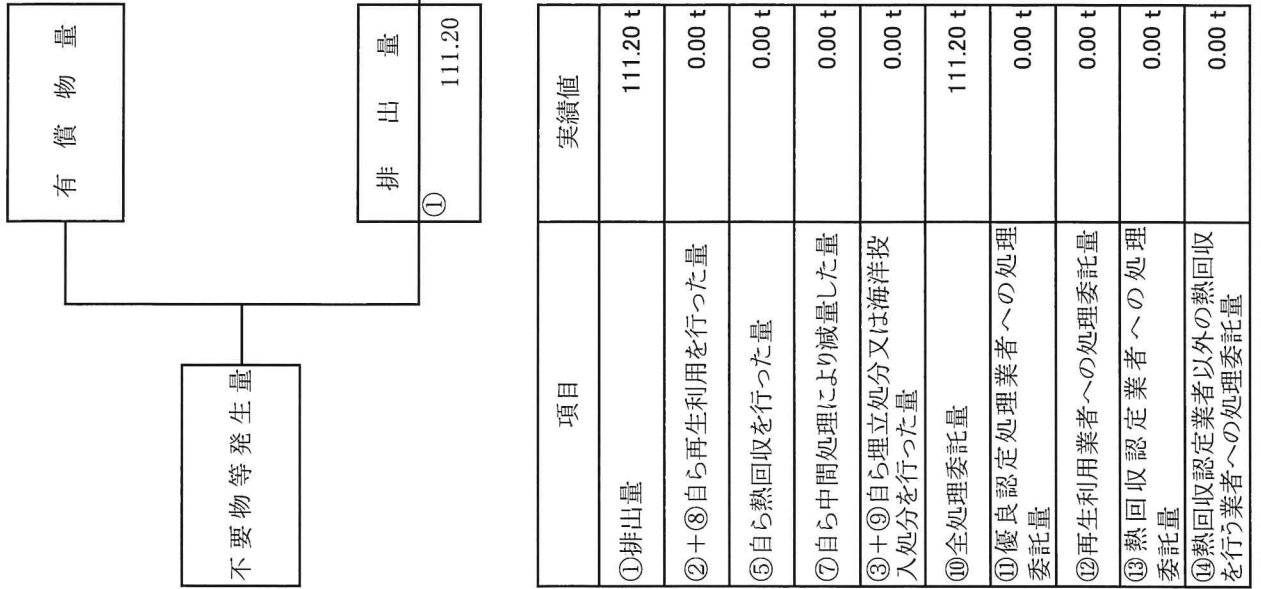 有償物量
不要物等発生量
排出量
①
111.20
項目 実績値
①排出量 111.20 t
②+⑧自ら再生利用を行った量 0.00 t
⑤自ら熱回収を行った量 0.00 t
⑦自ら中間処理により減量した量 0.00 t
③+⑨自ら埋立処分又は海洋投
入処分を行った量 0.00 t
⑩全処理委託量 111.20 t
⑪優良認定処理業者への処理
委託量 0.00 t
⑫再生利用業者への処理委託量 0.00 t
⑬熱回収認定業者への処理
委託量 0.00 t
⑭熱回収認定業者以外の熱回収
を行う業者への処理委託量 0.00 t